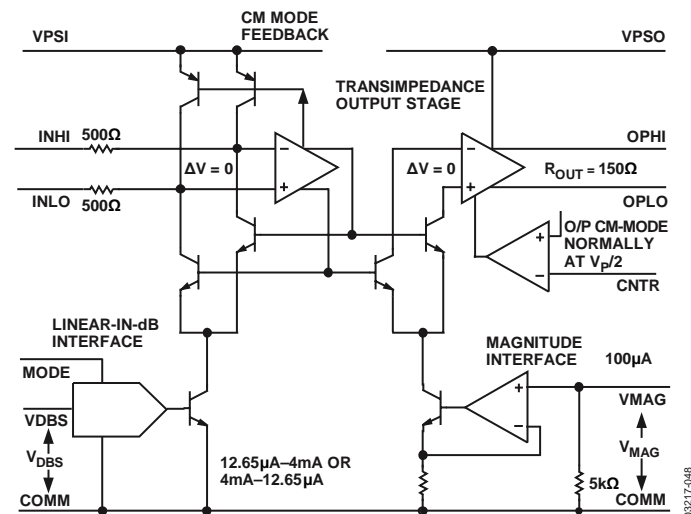 CM MODE
FEEDBACK
VPSI
VPSO
TRANSIMPEDANCE
OUTPUT STAGE
INHI
500Ω
ΔV = 0
ΔV = 0
OPHI
ROUT = 150Ω
INLO
500Ω
OPLO
O/P CM-MODE
NORMALLY
AT VP/2
CNTR
LINEAR-IN-dB
INTERFACE
MAGNITUDE
INTERFACE
100µA
MODE
VMAG
VDBS
VDBS
VMAG
12.65µA–4mA OR
4mA–12.65µA
5kΩ
COMM
COMM
03217-048